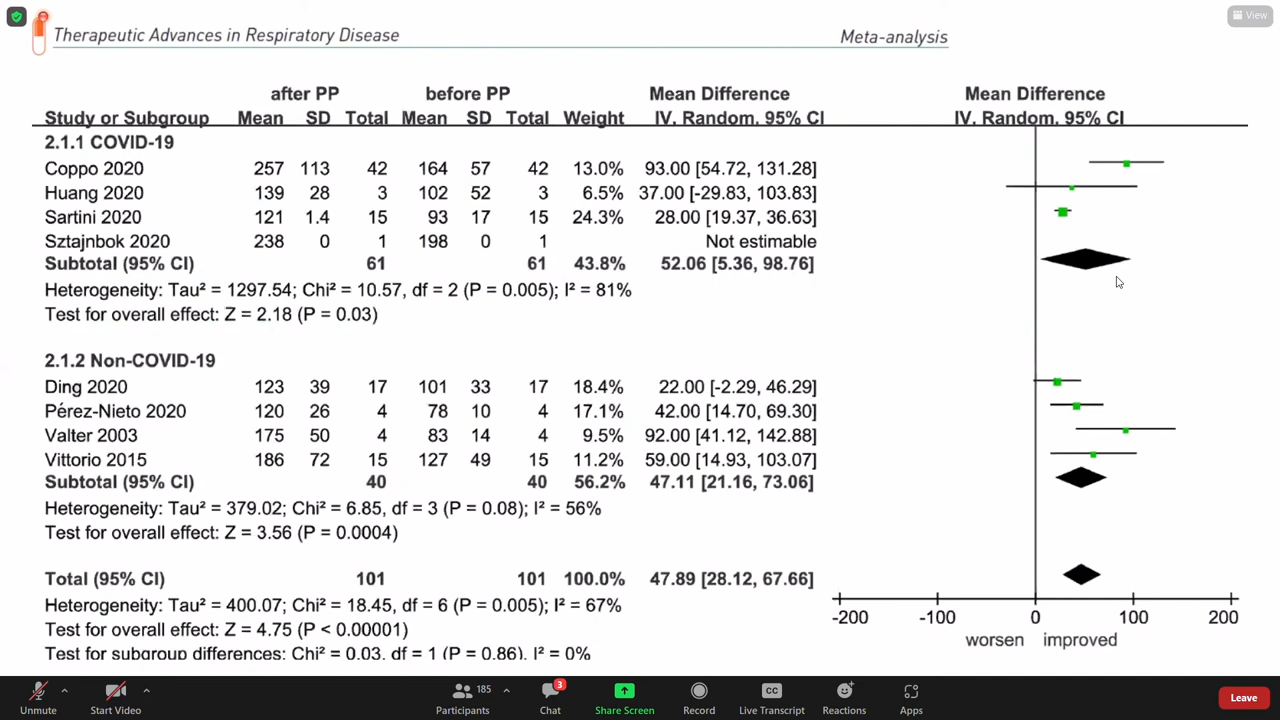 View
Therapeutic Advances in Respiratory Disease Meta-analysis
after PP before PP Mean Difference Mean Difference
Study or Subgroup Mean SD Total Mean SD Total Weight IV, Random, 95% CI IV, Random, 95% CI
2.1.1 COVID-19
Coppo 2020 257 113 42 164 57 42 13.0% 93.00 [54.72, 131.28]
Huang 2020 139 28 3 102 52 3 6.5% 37.00 [-29.83, 103.83]
Sartini 2020 121 1.4 15 93 17 15 24.3% 28.00 [19.37, 36.63]
Sztajnbok 2020 238 0 1 198 0 1 Not estimable
Subtotal (95% CI) 61 61 43.8% 52.06 [5.36, 98.76]
Heterogeneity: Tau² = 1297.54; Chi² = 10.57, df = 2 (P = 0.005); I² = 81%
Test for overall effect: Z = 2.18 (P = 0.03)
2.1.2 Non-COVID-19
Ding 2020 123 39 17 101 33 17 18.4% 22.00 [-2.29, 46.29]
Pérez-Nieto 2020 120 26 4 78 10 4 17.1% 42.00 [14.70, 69.30]
Valter 2003 175 50 4 83 14 4 9.5% 92.00 [41.12, 142.88]
Vittorio 2015 186 72 15 127 49 15 11.2% 59.00 [14.93, 103.07]
Subtotal (95% CI) 40 40 56.2% 47.11 [21.16, 73.06]
Heterogeneity: Tau² = 379.02; Chi² = 6.85, df = 3 (P = 0.08); I² = 56%
Test for overall effect: Z = 3.56 (P = 0.0004)
Total (95% CI) 101 101 100.0% 47.89 [28.12, 67.66]
Heterogeneity: Tau² = 400.07; Chi² = 18.45, df = 6 (P = 0.005); I² = 67%
Test for overall effect: Z = 4.75 (P < 0.00001)
Test for subgroup differences: Chi² = 0.03, df = 1 (P = 0.86), I² = 0%
-200 -100 0 100 200
worsen improved
3
185
CC
Unmute Start Video Participants Chat Share Screen Record Live Transcript Reactions Apps Leave